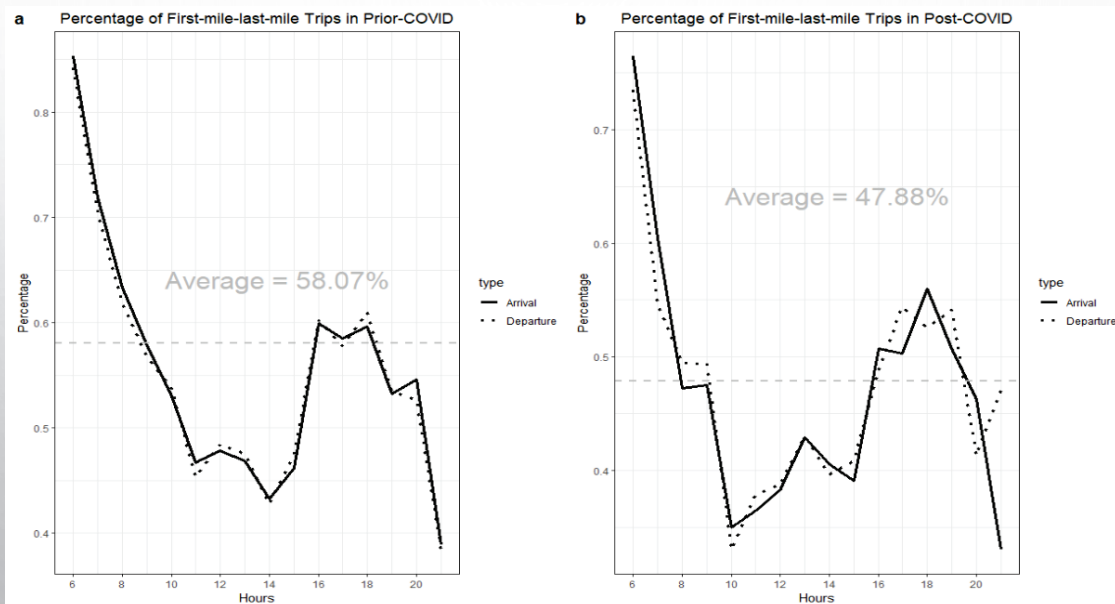 a
Percentage of First-mile-last-mile Trips in Prior-COVID
0.8
0.7
0.6
0.5
0.4
Percentage
Average = 58.07%
6 8 10 12 14 16 18 20
Hours
type
Arrival
Departure
b
Percentage of First-mile-last-mile Trips in Post-COVID
0.7
0.6
0.5
0.4
Percentage
Average = 47.88%
6 8 10 12 14 16 18 20
Hours
type
Arrival
Departure